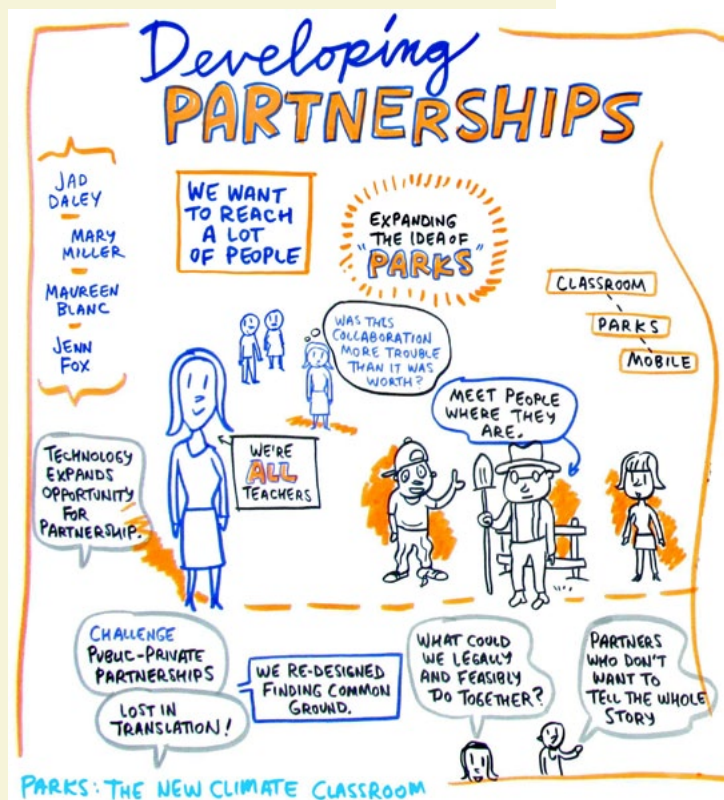 Developing
PARTNERSHIPS
JAD
DALEY
MARY
MILLER
MAUREEN
BLANC
JENN
FOX
WE WANT
TO REACH
A LOT
OF PEOPLE
EXPANDING
THE IDEA OF
"PARKS"
CLASSROOM
PARKS
MOBILE
WAS THIS
COLLABORATION
MORE TROUBLE
THAN IT WAS
WORTH?
MEET PEOPLE
WHERE THEY
ARE.
TECHNOLOGY
EXPANDS
OPPORTUNITY
FOR
PARTNERSHIP.
WE'RE
ALL
TEACHERS
CHALLENGE
PUBLIC-PRIVATE
PARTNERSHIPS
LOST IN
TRANSLATION!
WE RE-DESIGNED
FINDING COMMON
GROUND.
WHAT COULD
WE LEGALLY
AND FEASIBLY
DO TOGETHER?
PARTNERS
WHO DON'T
WANT TO
TELL THE WHOLE
STORY
PARKS: THE NEW CLIMATE CLASSROOM